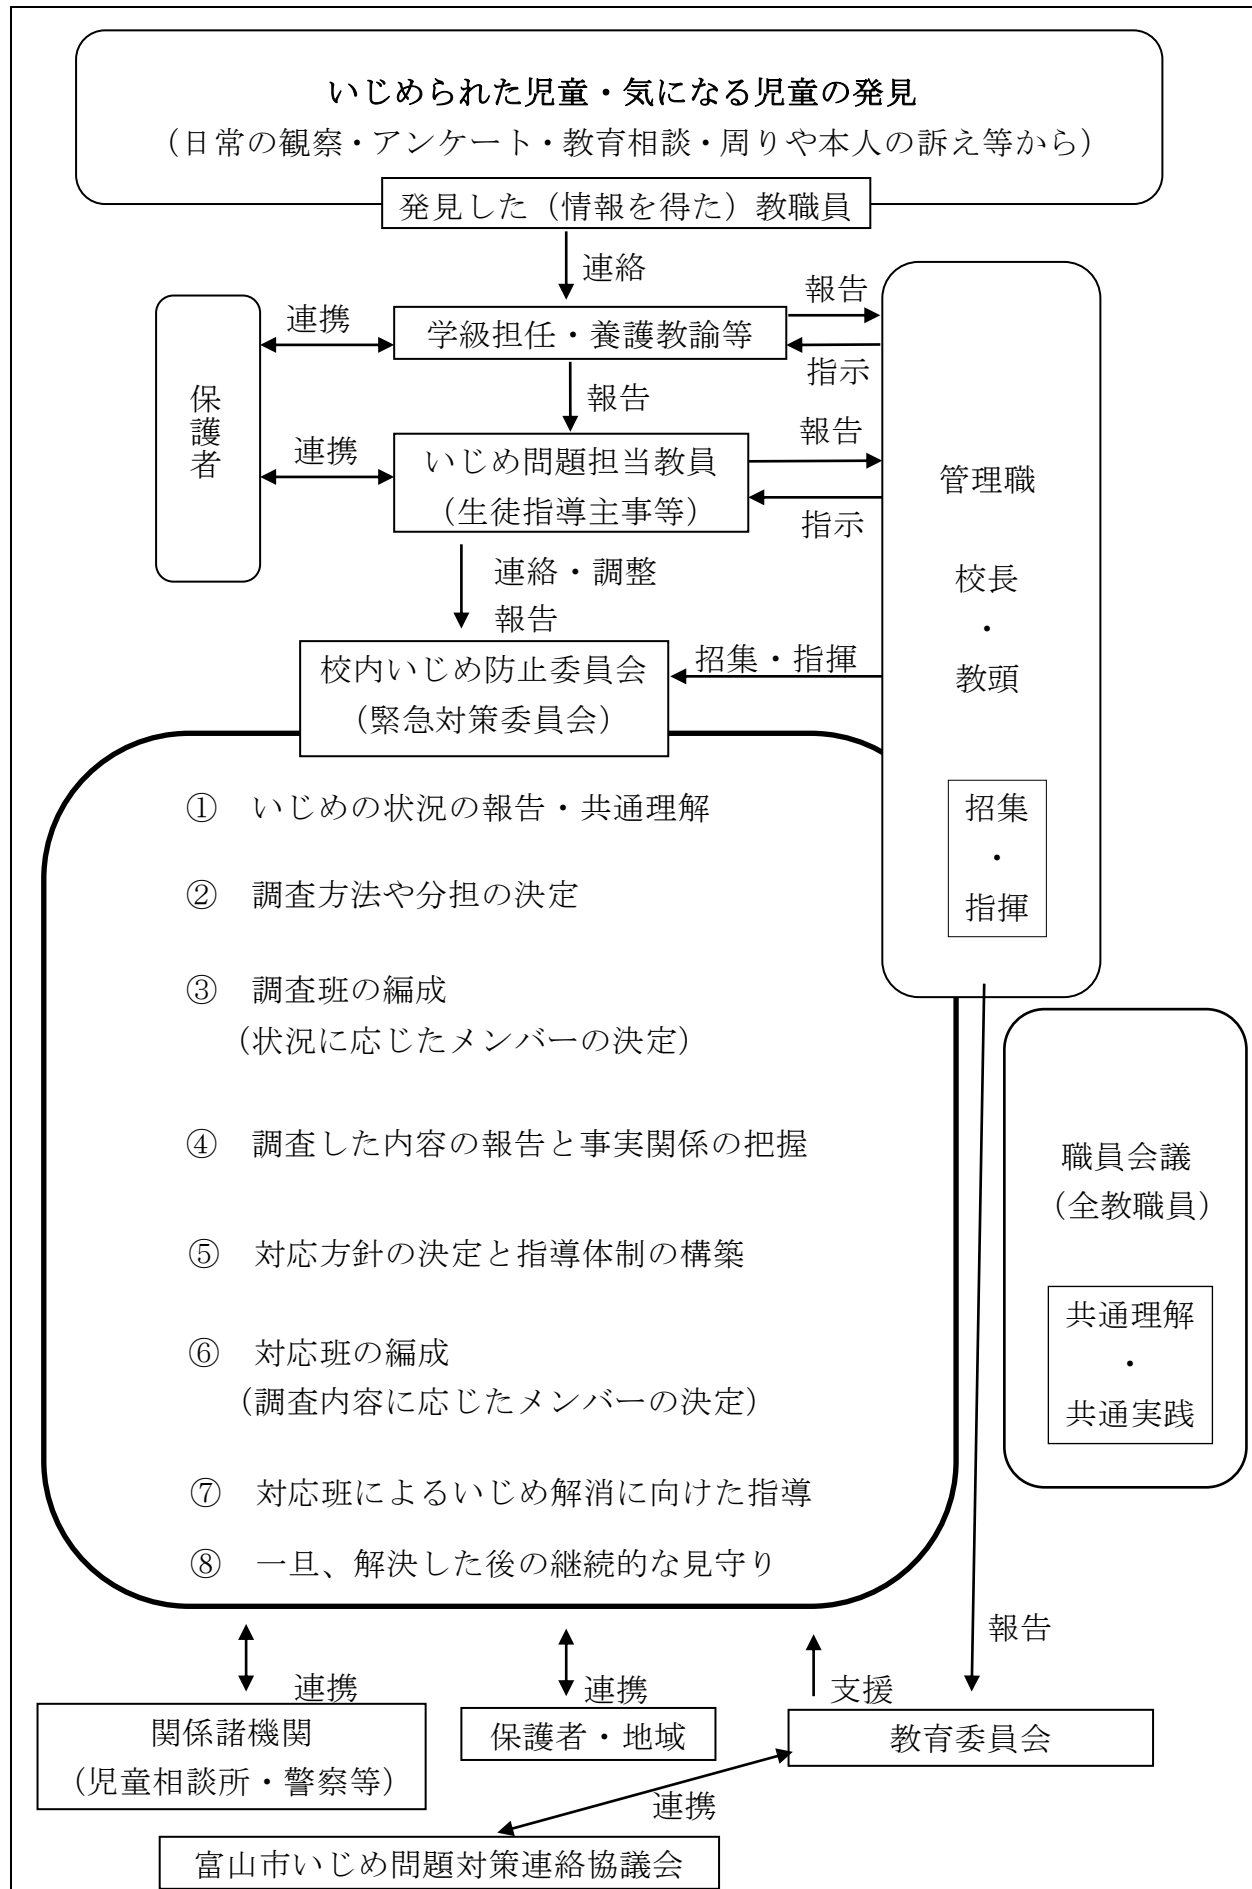 いじめられた児童・気になる児童の発見
（日常の観察・アンケート・教育相談・周りや本人の訴え等から）
発見した（情報を得た）教職員
連絡
報告
連携
学級担任・養護教諭等
指示
保護者
報告
報告
連携
いじめ問題担当教員
（生徒指導主事等）
指示
管理職
校長
・
教頭
連絡・調整
報告
校内いじめ防止委員会
（緊急対策委員会）
招集・指揮
招集
・
指揮
① いじめの状況の報告・共通理解
② 調査方法や分担の決定
③ 調査班の編成
（状況に応じたメンバーの決定）
④ 調査した内容の報告と事実関係の把握
⑤ 対応方針の決定と指導体制の構築
⑥ 対応班の編成
（調査内容に応じたメンバーの決定）
⑦ 対応班によるいじめ解消に向けた指導
⑧ 一旦、解決した後の継続的な見守り
職員会議
（全教職員）
共通理解
・
共通実践
報告
連携
連携
支援
関係諸機関
（児童相談所・警察等）
保護者・地域
教育委員会
連携
富山市いじめ問題対策連絡協議会